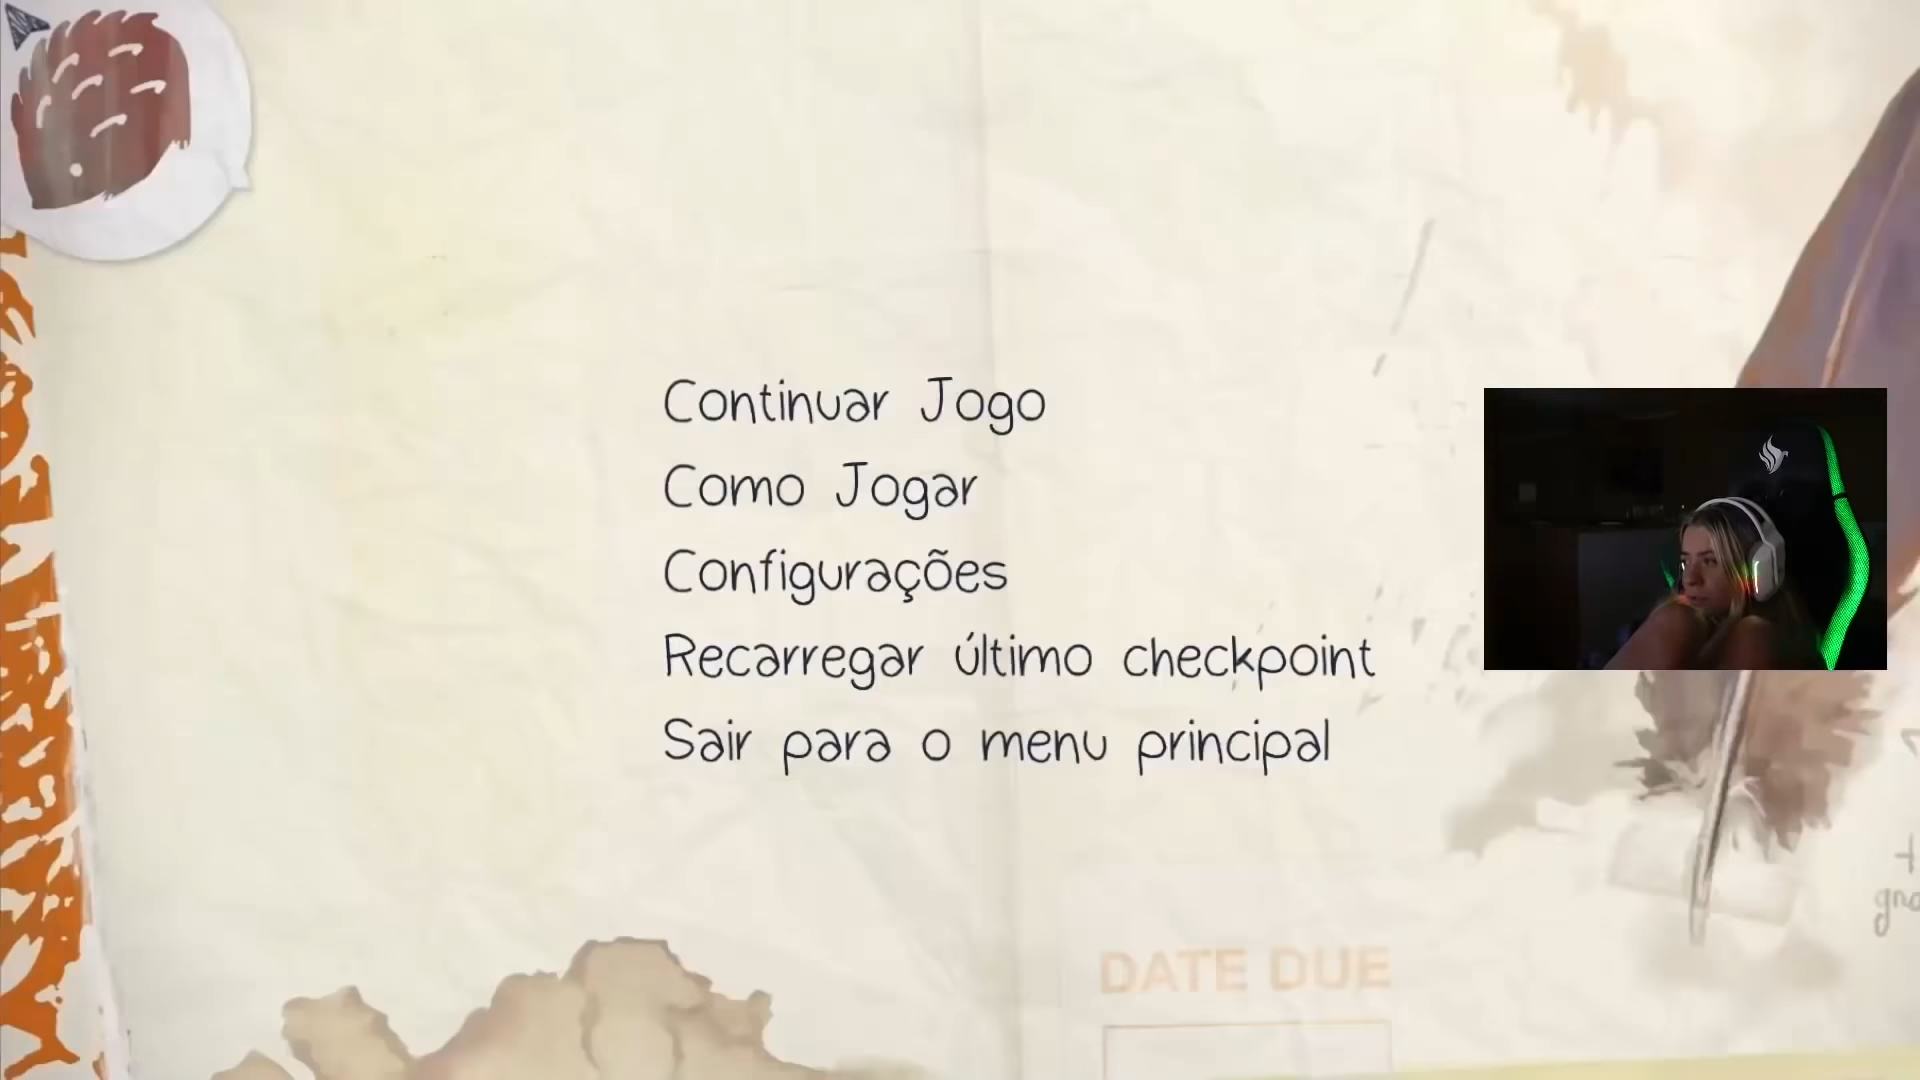 Continuar Jogo
Como Jogar
Configurações
Recarregar último checkpoint
Sair para o menu principal
DATE DUE